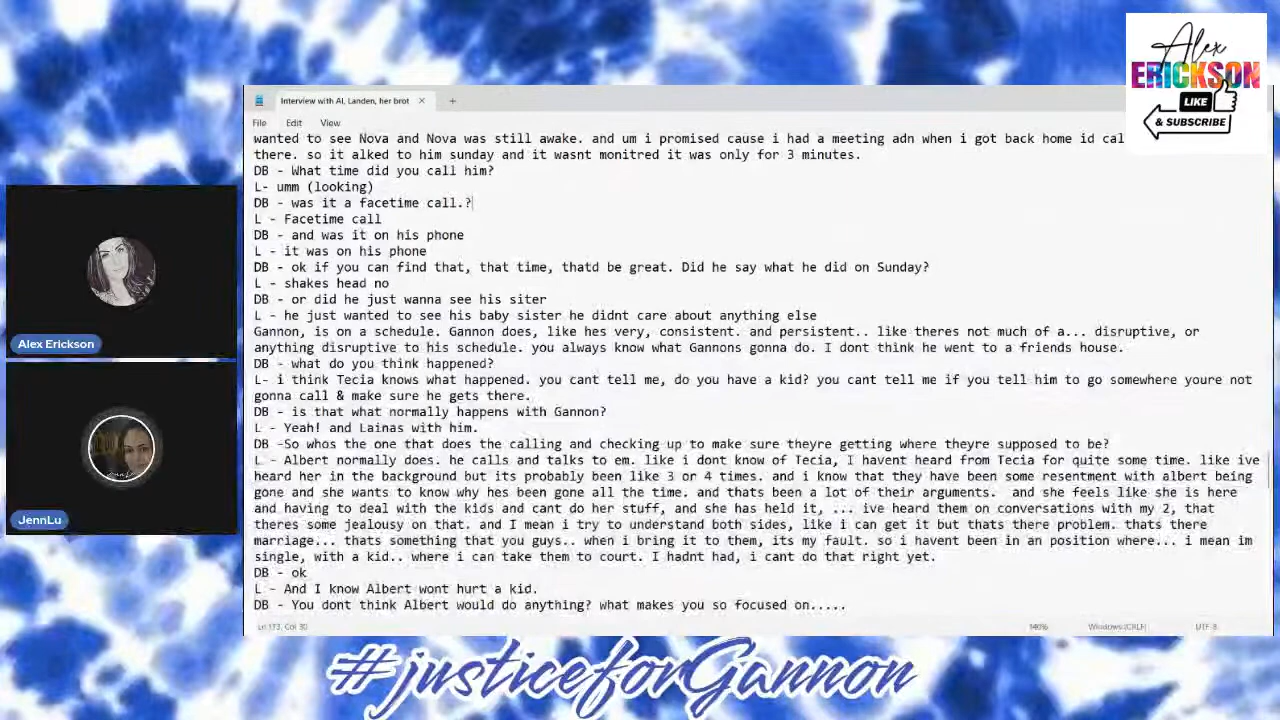 Alex
ERICKSON
LIKE
& SUBSCRIBE
Interview with Al, Landen, her brot
File Edit View
wanted to see Nova and Nova was still awake. and um i promised cause i had a meeting adn when i got back home id cal
there. so it alked to him sunday and it wasnt monitred it was only for 3 minutes.
DB - What time did you call him?
L- umm (looking)
DB - was it a facetime call.?
L - Facetime call
DB - and was it on his phone
L - it was on his phone
DB - ok if you can find that, that time, thatd be great. Did he say what he did on Sunday?
L - shakes head no
DB - or did he just wanna see his siter
L - he just wanted to see his baby sister he didnt care about anything else
Gannon, is on a schedule. Gannon does, like hes very, consistent. and persistent.. like theres not much of a... disruptive, or
anything disruptive to his schedule. you always know what Gannons gonna do. I dont think he went to a friends house.
DB - what do you think happened?
L- i think Tecia knows what happened. you cant tell me, do you have a kid? you cant tell me if you tell him to go somewhere youre not
gonna call & make sure he gets there.
DB - is that what normally happens with Gannon?
L - Yeah! and Lainas with him.
DB -So whos the one that does the calling and checking up to make sure theyre getting where theyre supposed to be?
L - Albert normally does. he calls and talks to em. like i dont know of Tecia, I havent heard from Tecia for quite some time. like ive
heard her in the background but its probably been like 3 or 4 times. and i know that they have been some resentment with albert being
gone and she wants to know why hes been gone all the time. and thats been a lot of their arguments.  and she feels like she is here
and having to deal with the kids and cant do her stuff, and she has held it, ... ive heard them on conversations with my 2, that
theres some jealousy on that. and I mean i try to understand both sides, like i can get it but thats there problem. thats there
marriage... thats something that you guys.. when i bring it to them, its my fault. so i havent been in an position where... i mean im
single, with a kid.. where i can take them to court. I hadnt had, i cant do that right yet.
DB - ok
L - And I know Albert wont hurt a kid.
DB - You dont think Albert would do anything? what makes you so focused on.....
Ln 173, Col 30 140% Windows (CRLF) UTF-8
Alex Erickson
JennLu
#justiceforGannon